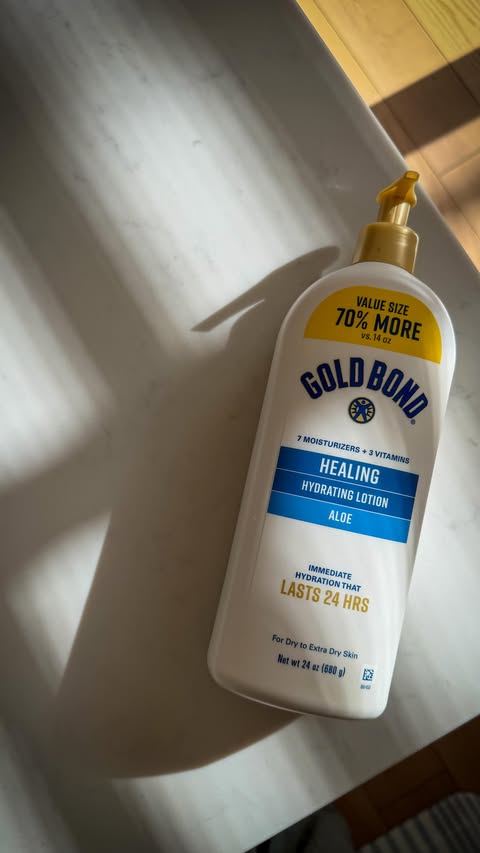 VALUE SIZE
70% MORE
vs. 14 oz
GOLD BOND®
7 MOISTURIZERS + 3 VITAMINS
HEALING
HYDRATING LOTION
ALOE
IMMEDIATE
HYDRATION THAT
LASTS 24 HRS
For Dry to Extra Dry Skin
Net wt 24 oz (680 g)